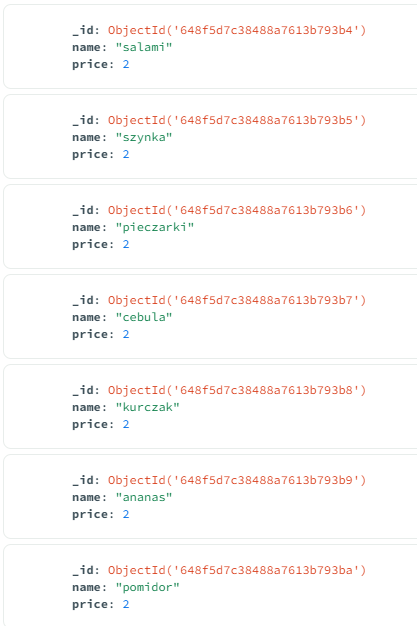 _id: ObjectId('648f5d7c38488a7613b793b4')
name: "salami"
price: 2
_id: ObjectId('648f5d7c38488a7613b793b5')
name: "szynka"
price: 2
_id: ObjectId('648f5d7c38488a7613b793b6')
name: "pieczarki"
price: 2
_id: ObjectId('648f5d7c38488a7613b793b7')
name: "cebula"
price: 2
_id: ObjectId('648f5d7c38488a7613b793b8')
name: "kurczak"
price: 2
_id: ObjectId('648f5d7c38488a7613b793b9')
name: "ananas"
price: 2
_id: ObjectId('648f5d7c38488a7613b793ba')
name: "pomidor"
price: 2